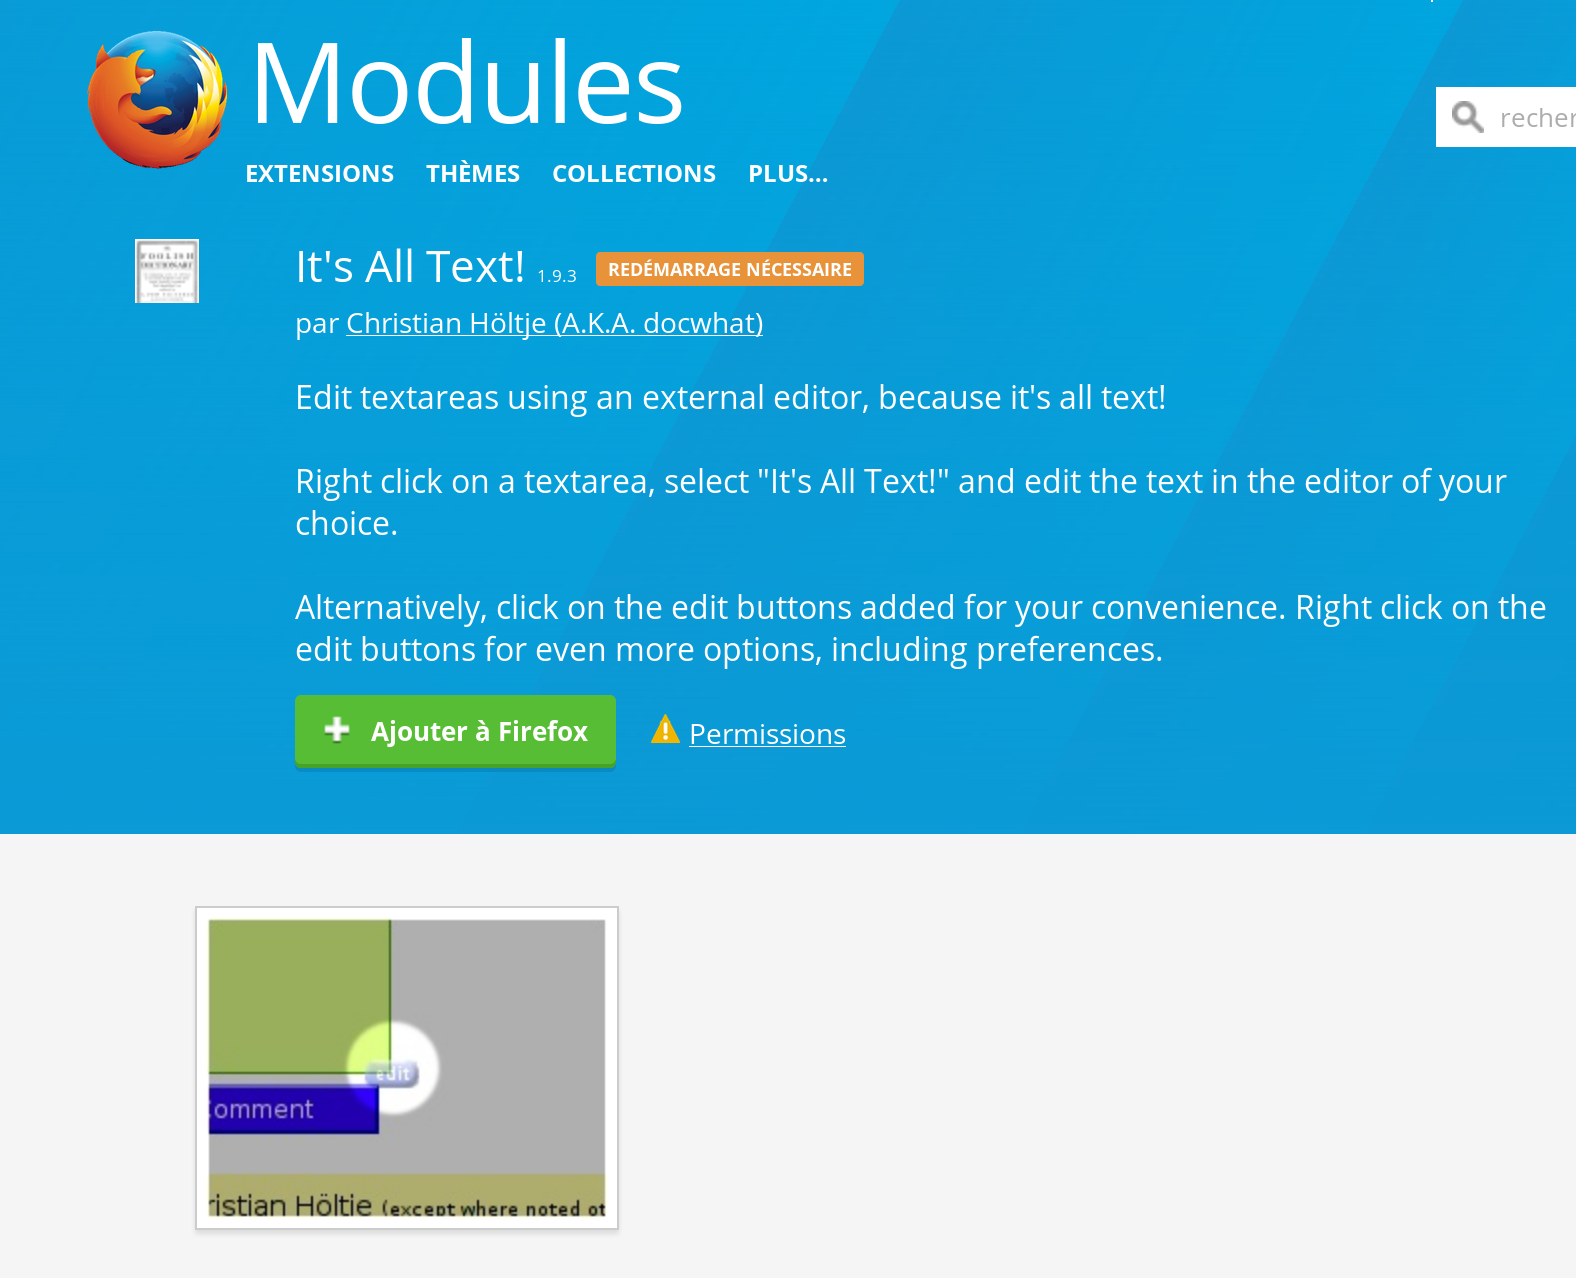 Modules
recher
EXTENSIONS THÈMES COLLECTIONS PLUS...
FOOLISH
DICTIONARY
It's All Text! 1.9.3 REDÉMARRAGE NÉCESSAIRE
par Christian Höltje (A.K.A. docwhat)
Edit textareas using an external editor, because it's all text!
Right click on a textarea, select "It's All Text!" and edit the text in the editor of your
choice.
Alternatively, click on the edit buttons added for your convenience. Right click on the
edit buttons for even more options, including preferences.
Ajouter à Firefox
Permissions
edit
Comment
ristian Höltje (except where noted ot